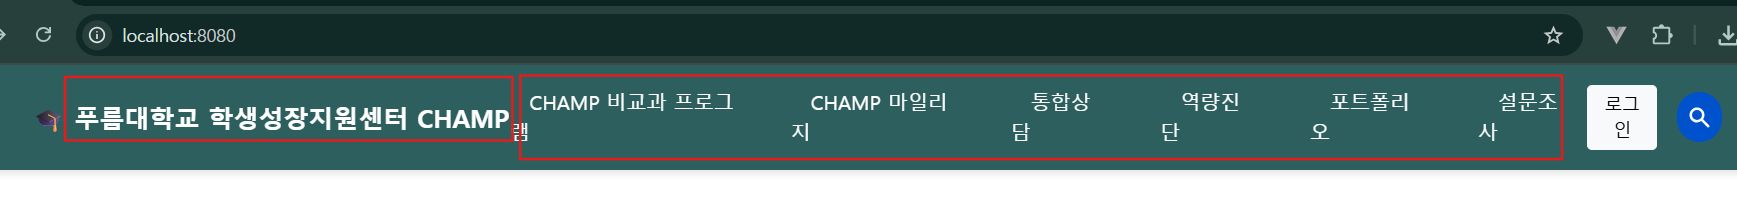 localhost:8080
푸름대학교 학생성장지원센터 CHAMP
CHAMP 비교과 프로그
램
CHAMP 마일리
지
통합상
담
역량진
단
포트폴리
오
설문조
사
로그
인